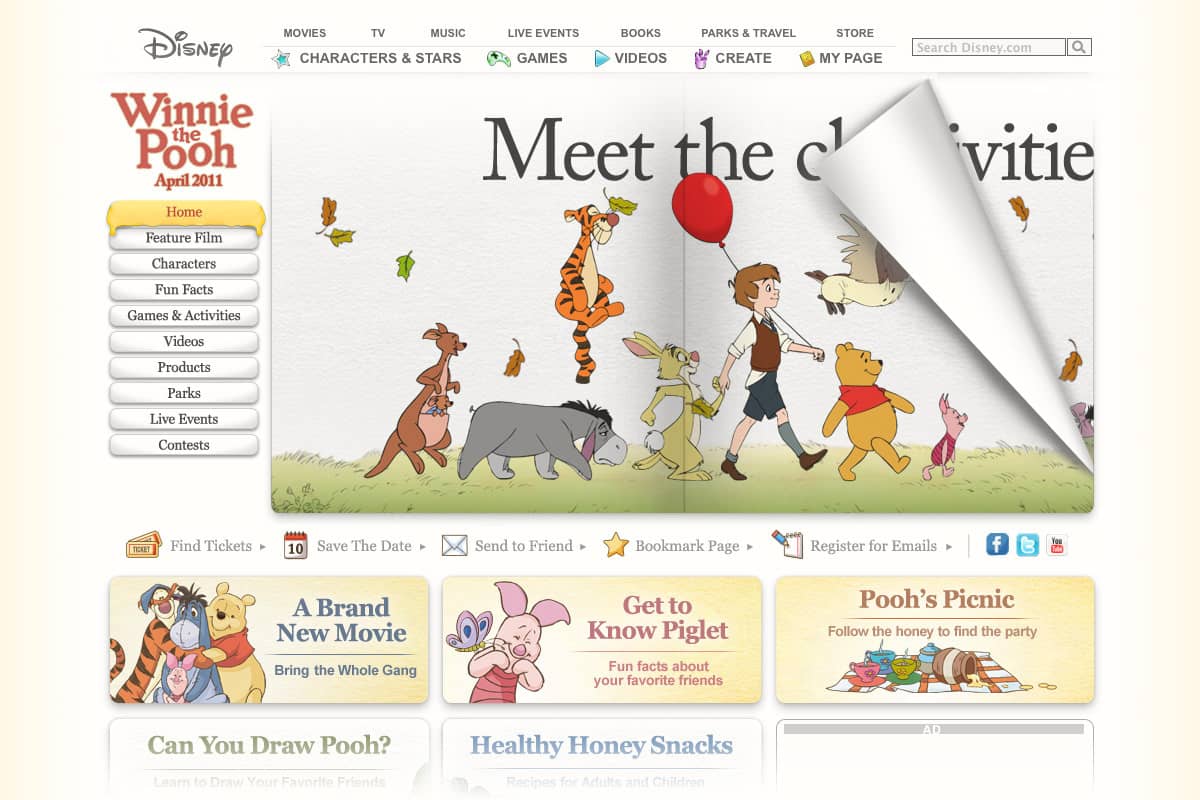 Disney
MOVIES TV MUSIC LIVE EVENTS BOOKS PARKS & TRAVEL STORE
CHARACTERS & STARS GAMES VIDEOS CREATE MY PAGE
Search Disney.com
Winnie
the
Pooh
April 2011
Home
Feature Film
Characters
Fun Facts
Games & Activities
Videos
Products
Parks
Live Events
Contests
Meet the
TICKET Find Tickets 10 Save The Date Send to Friend Bookmark Page Register for Emails f t You Tube
A Brand
New Movie
Bring the Whole Gang
Get to
Know Piglet
Fun facts about
your favorite friends
Pooh's Picnic
Follow the honey to find the party
Can You Draw Pooh?
Learn to Draw Your Favorite Friends
Healthy Honey Snacks
Recipes for Adults and Children
AD